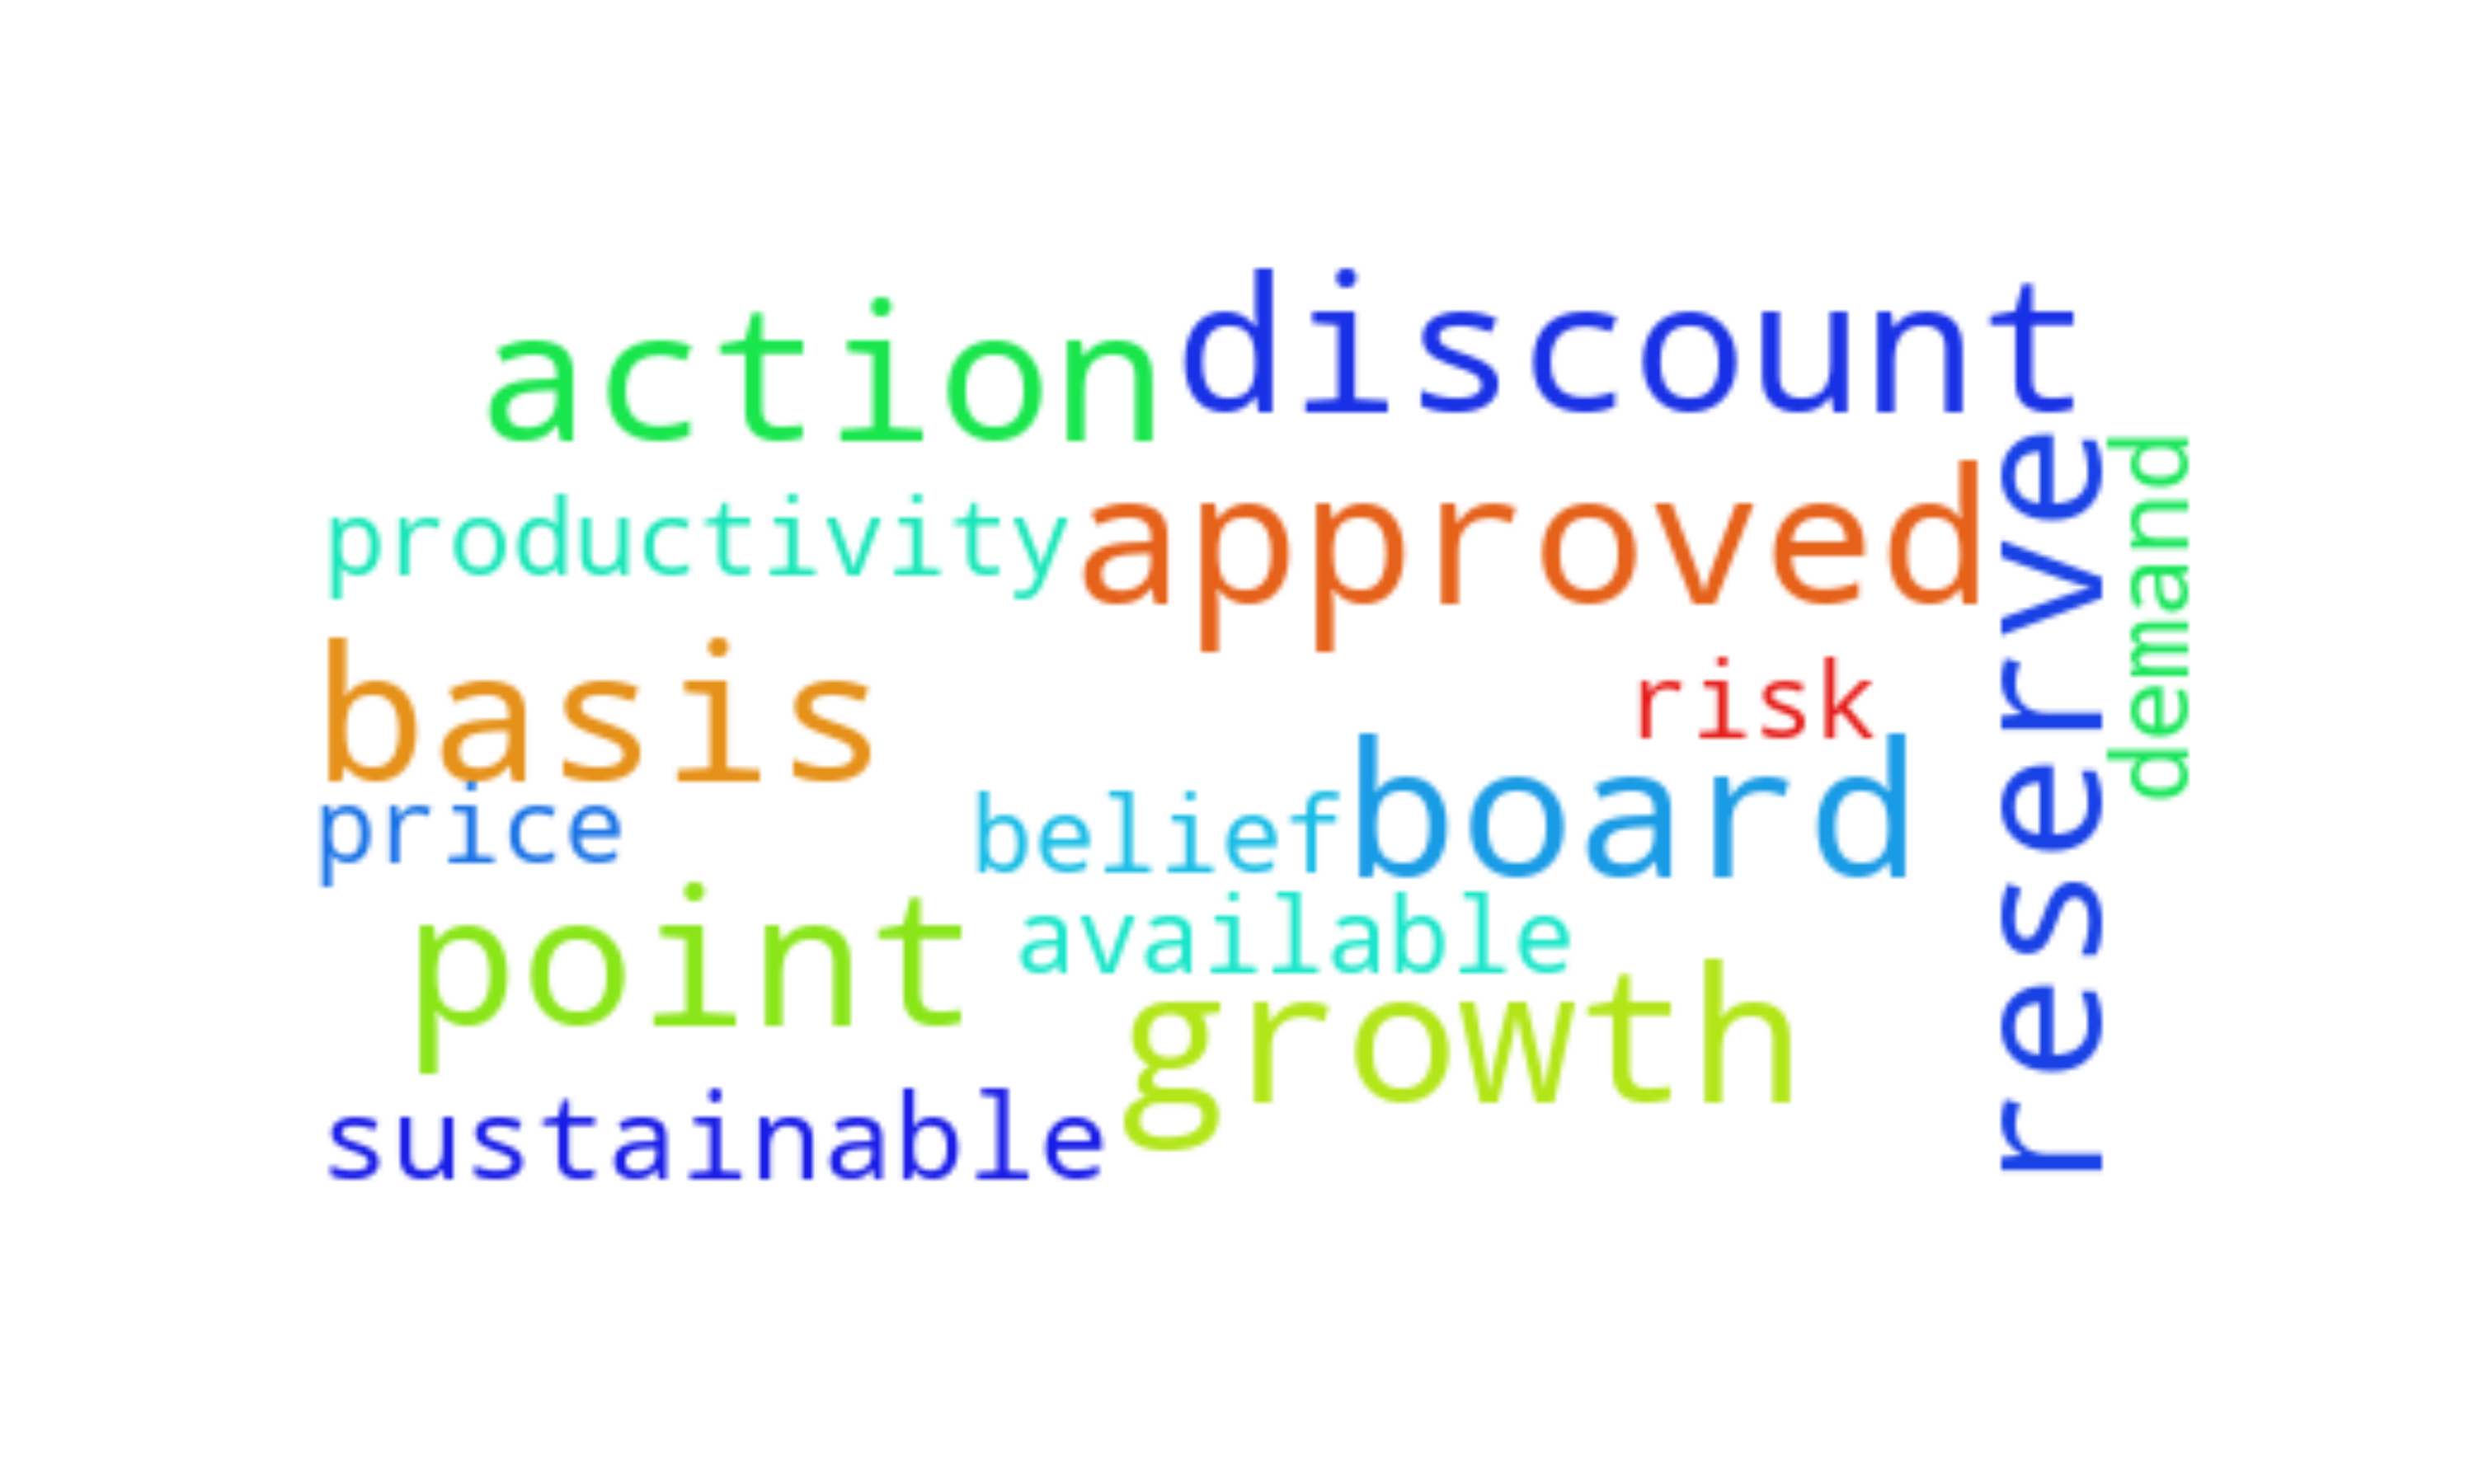 action
discount
productivity
approved
reserve
demand
basis
risk
price
belief
board
available
point
growth
sustainable